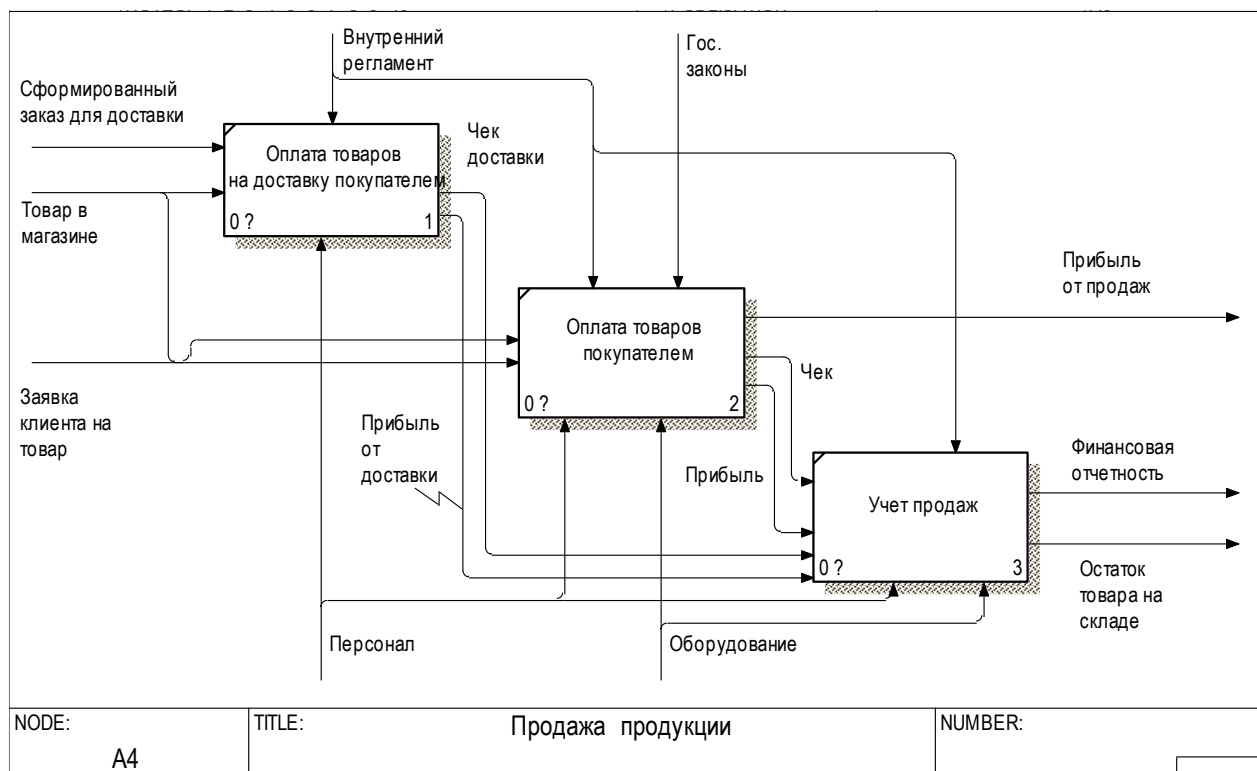 Внутренний
регламент
Гос.
законы
Сформированный
заказ для доставки
Чек
доставки
Оплата товаров
на доставку покупателем
0 ?
1
Товар в
магазине
Прибыль
от продаж
Оплата товаров
покупателем
0 ?
2
Чек
Заявка
клиента на
товар
Прибыль
от
доставки
Прибыль
Финансовая
отчетность
Учет продаж
0 ?
3
Остаток
товара на
складе
Персонал
Оборудование
NODE:
TITLE:
Продажа продукции
NUMBER:
A4